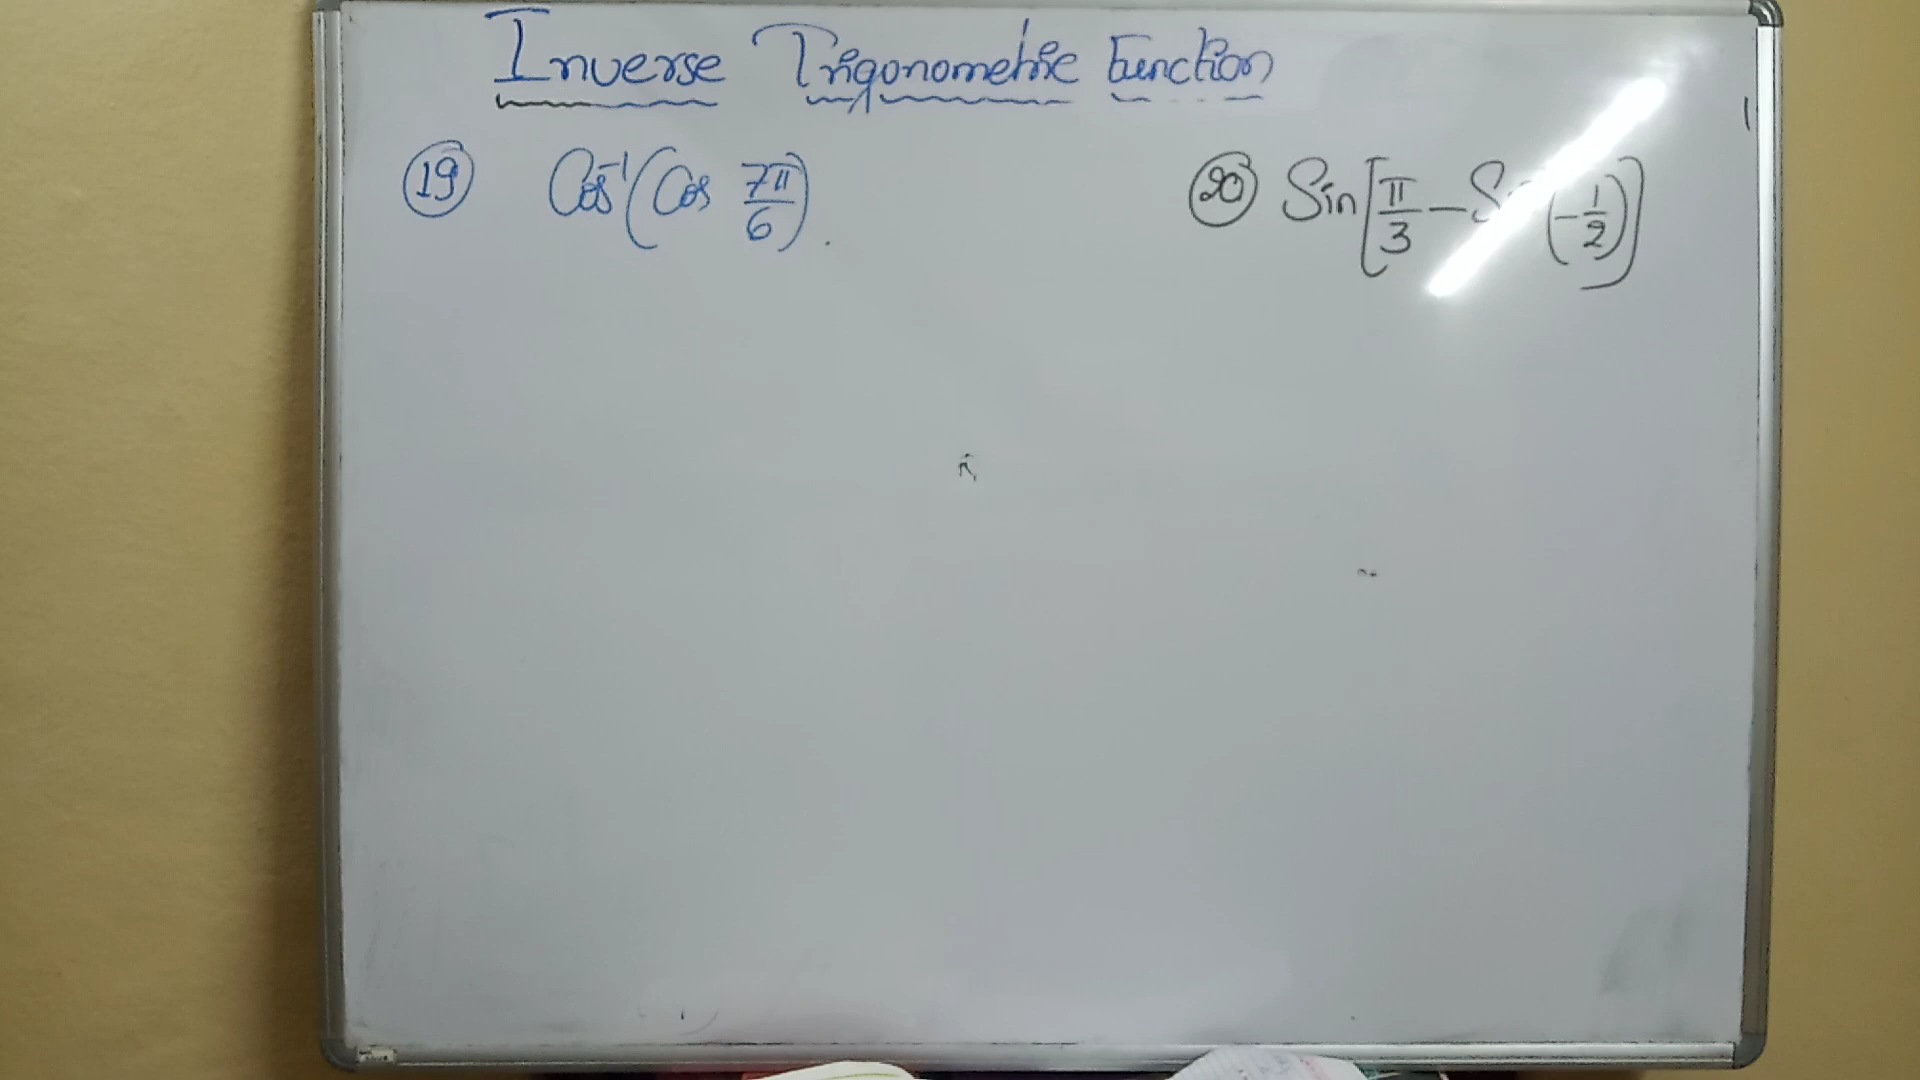 Inverse Trigonometric Function
19 Cos⁻¹(Cos 7π/6).
20 Sin[π/3 - (-1/2)]